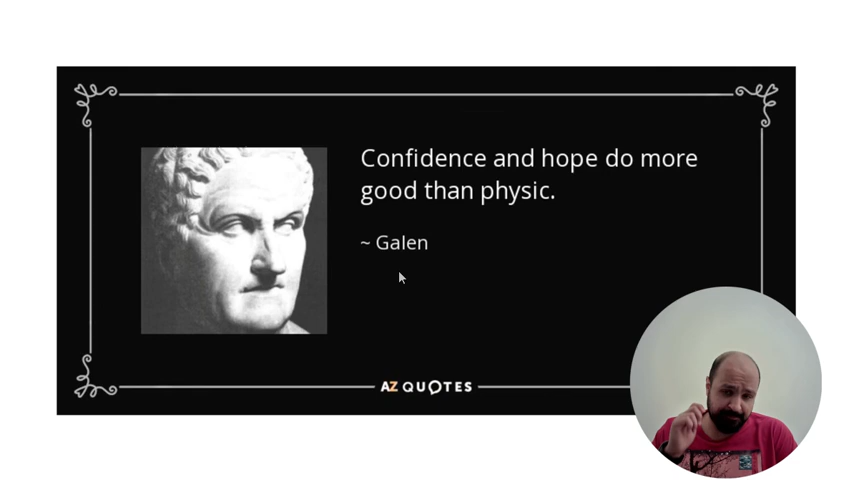 Confidence and hope do more
good than physic.
~ Galen
AZ QUOTES